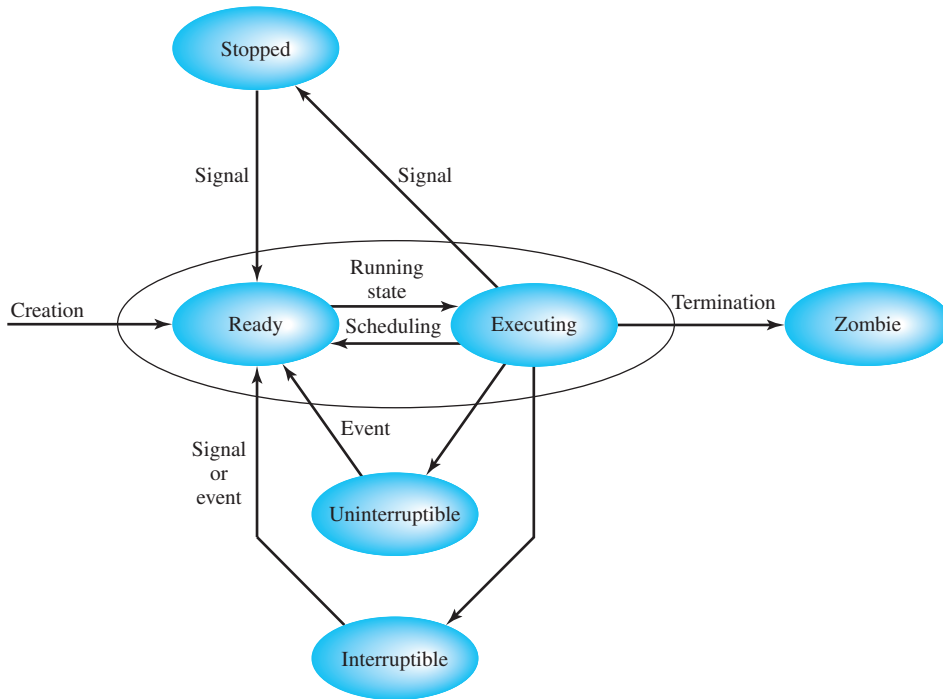 Stopped
Signal
Signal
Running
state
Creation
Ready
Scheduling
Executing
Termination
Zombie
Event
Signal
or
event
Uninterruptible
Interruptible